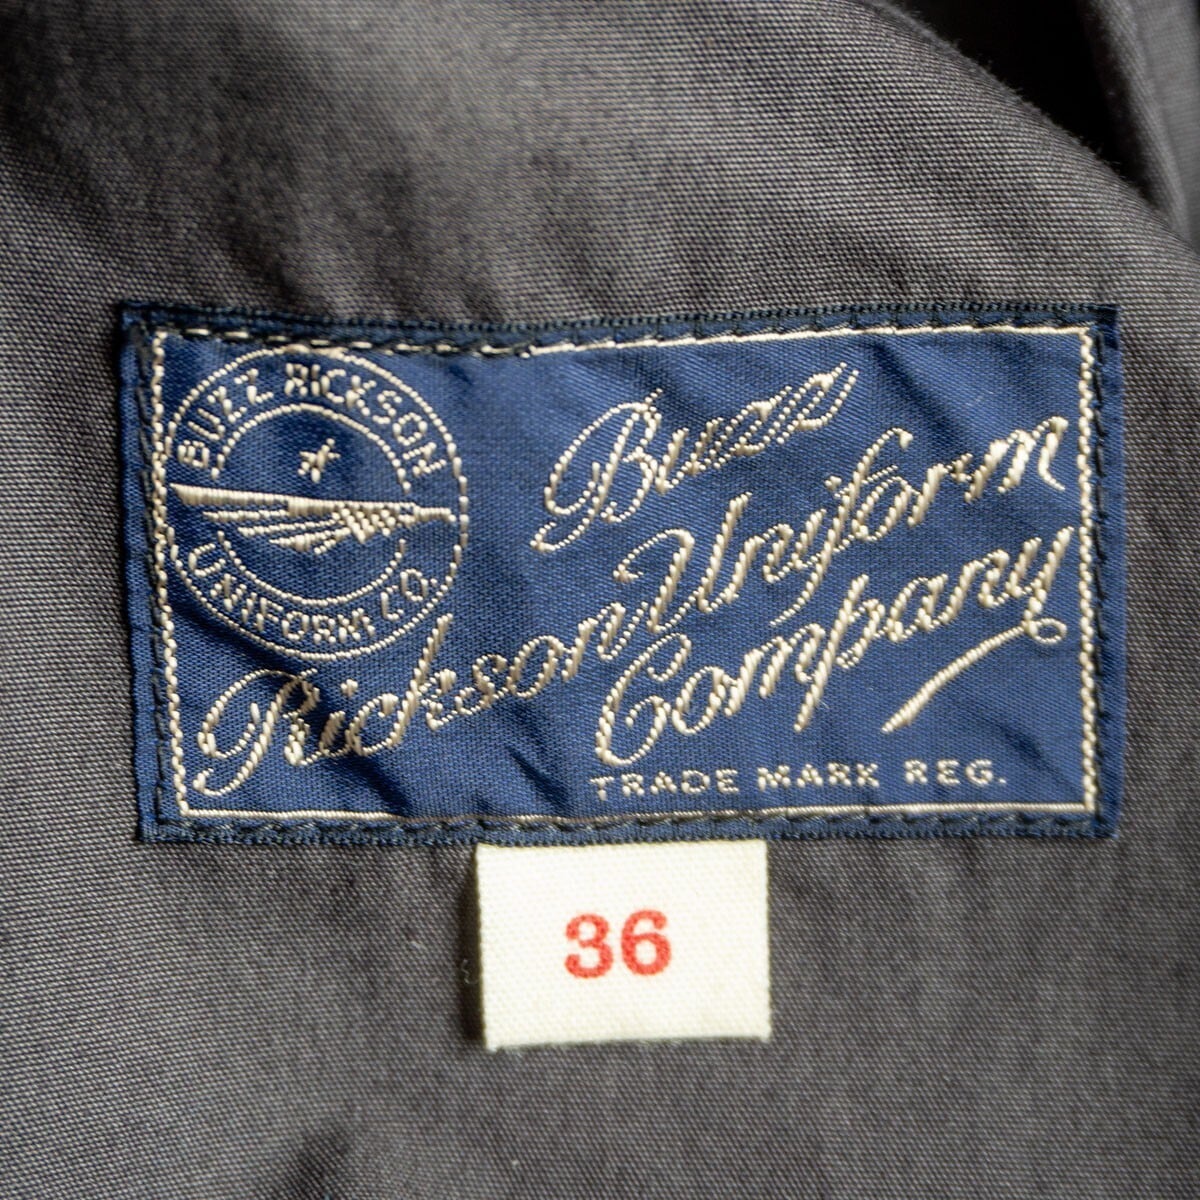 BUZZ RICKSON
UNIFORM CO.
Buzz
Rickson Uniform
Company
TRADE MARK REG.
36